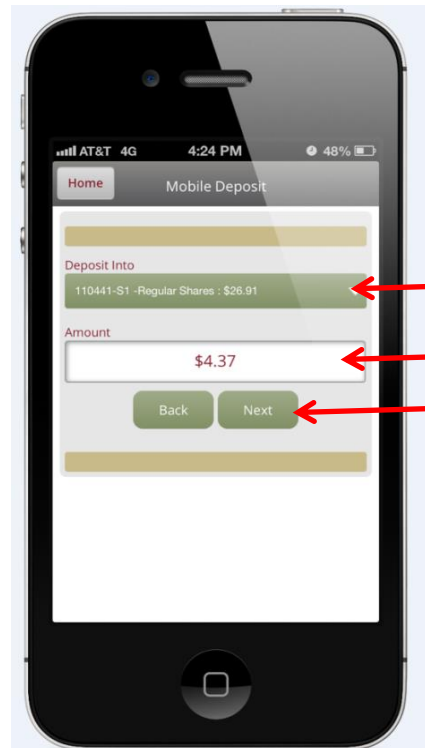 AT&T 4G 4:24 PM 48%
Home Mobile Deposit
Deposit Into
110441-S1 -Regular Shares : $26.91
Amount
$4.37
Back Next